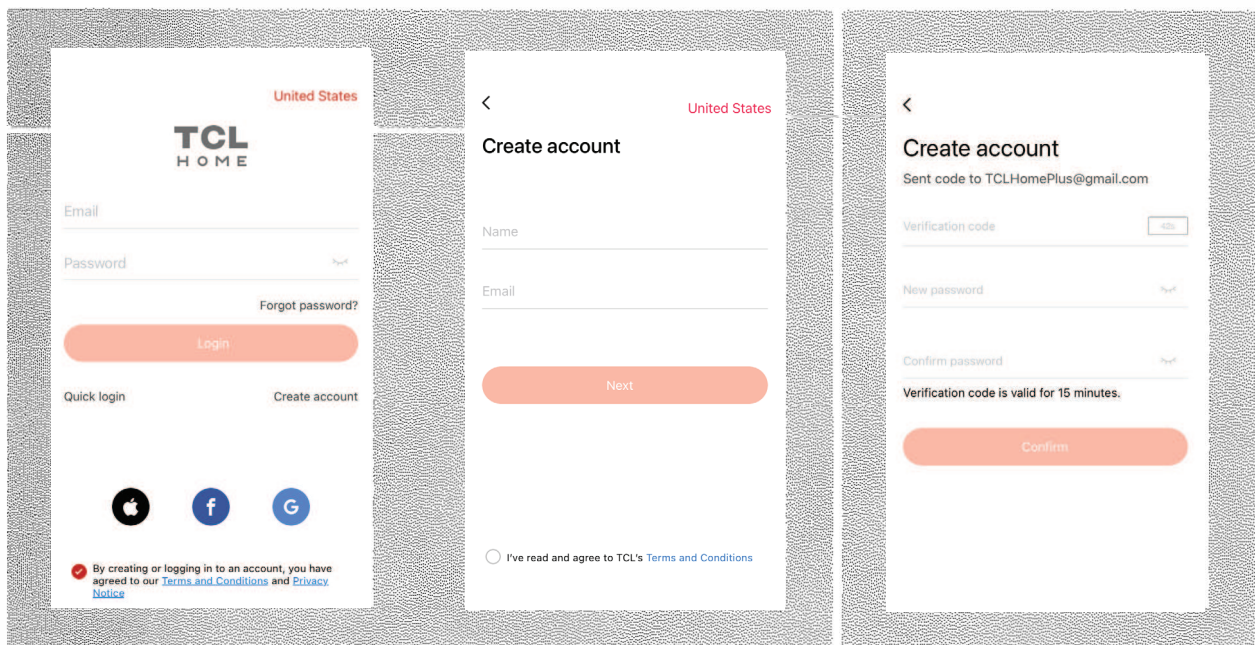 United States
TCL
HOME
Email
Password
Forgot password?
Login
Quick login
Create account
f
G
By creating or logging in to an account, you have
agreed to our Terms and Conditions and Privacy
Notice
United States
Create account
Name
Email
Next
I've read and agree to TCL's Terms and Conditions
Create account
Sent code to TCLHomePlus@gmail.com
Verification code
42s
New password
Confirm password
Verification code is valid for 15 minutes.
Confirm